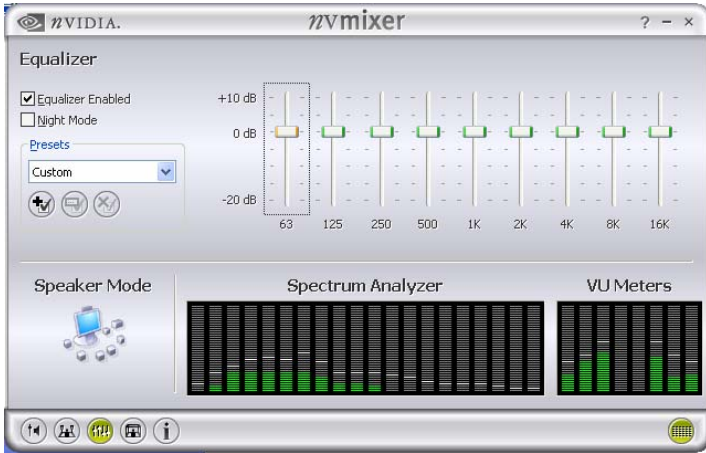 nVIDIA.
nVmixer
? - ×
Equalizer
Equalizer Enabled
Night Mode
Presets
Custom
+10 dB
0 dB
-20 dB
63 125 250 500 1K 2K 4K 8K 16K
Speaker Mode
Spectrum Analyzer
VU Meters